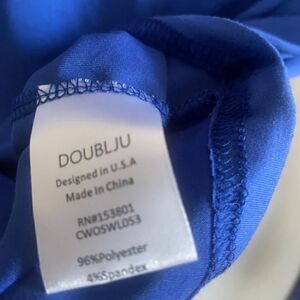 DOUBLJU
Designed in U.S.A
Made in China
RN#153801
CWOSWL053
96%Polyester
4%Spandex